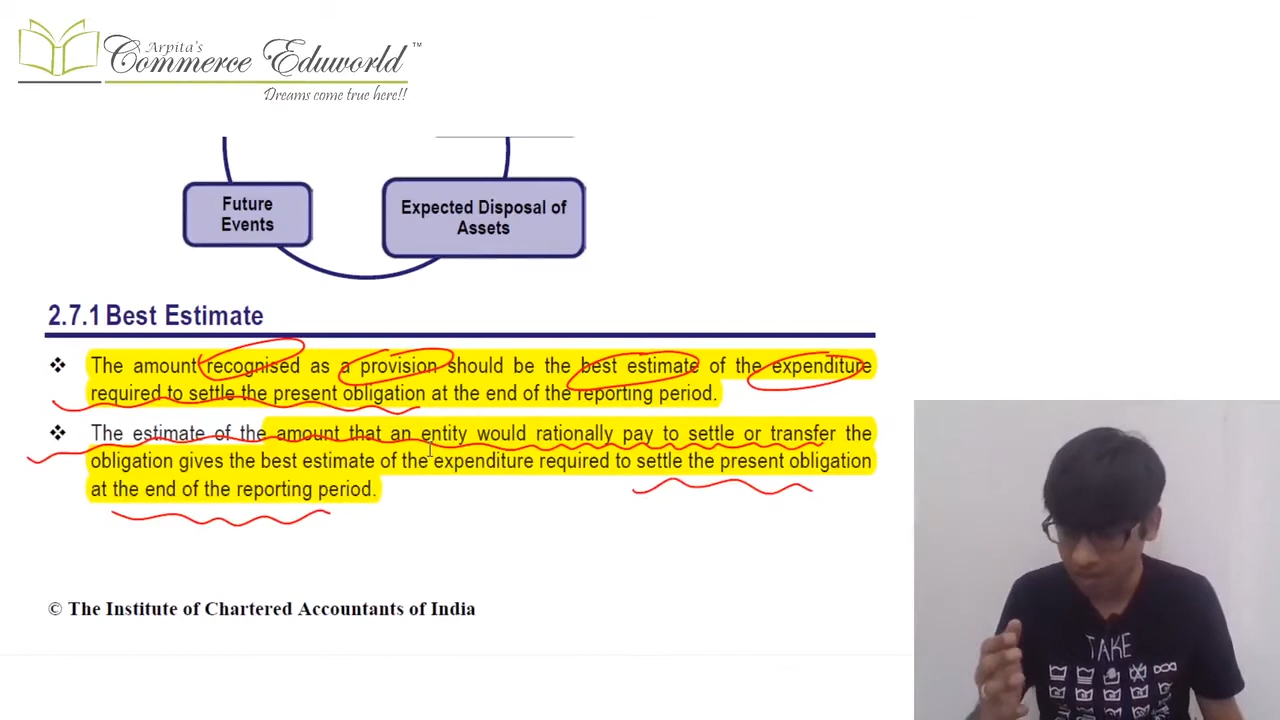 Arpita's
Commerce Eduworld™
Dreams come true here!!
Future
Events
Expected Disposal of
Assets
2.7.1 Best Estimate
❖ The amount recognised as a provision should be the best estimate of the expenditure
required to settle the present obligation at the end of the reporting period.
❖ The estimate of the amount that an entity would rationally pay to settle or transfer the
obligation gives the best estimate of the expenditure required to settle the present obligation
at the end of the reporting period.
© The Institute of Chartered Accountants of India
TAKE